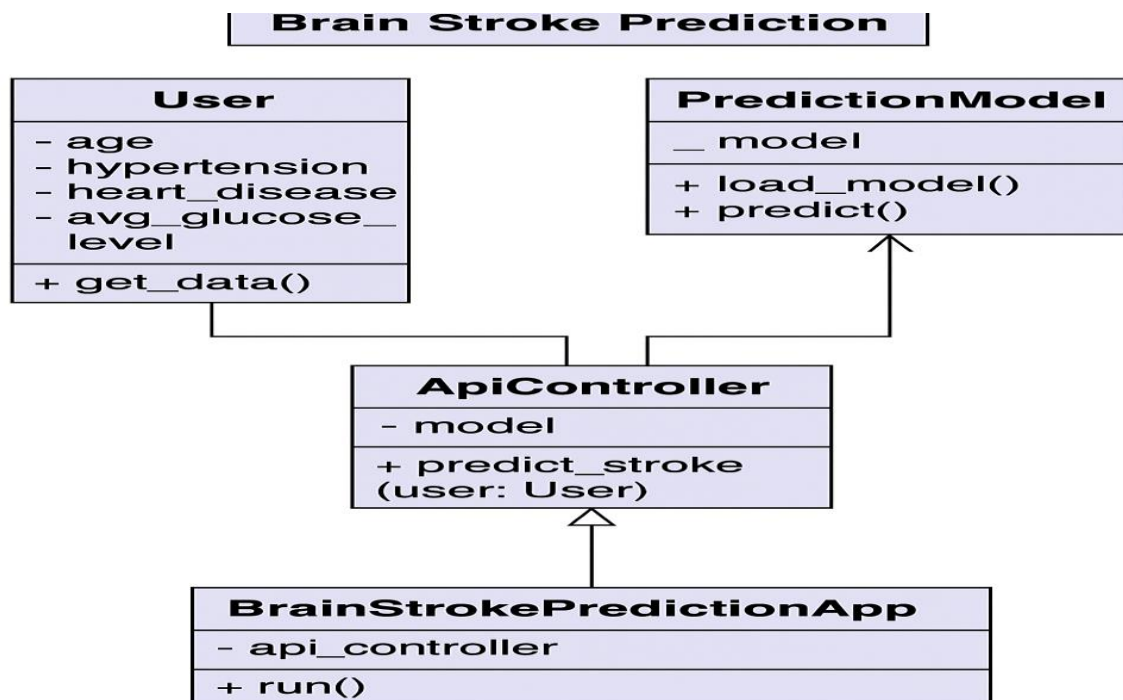 Brain Stroke Prediction
User
- age
- hypertension
- heart_disease
- avg_glucose_
level
+ get_data()
PredictionModel
_ model
+ load_model()
+ predict()
ApiController
- model
+ predict_stroke
(user: User)
BrainStrokePredictionApp
- api_controller
+ run()